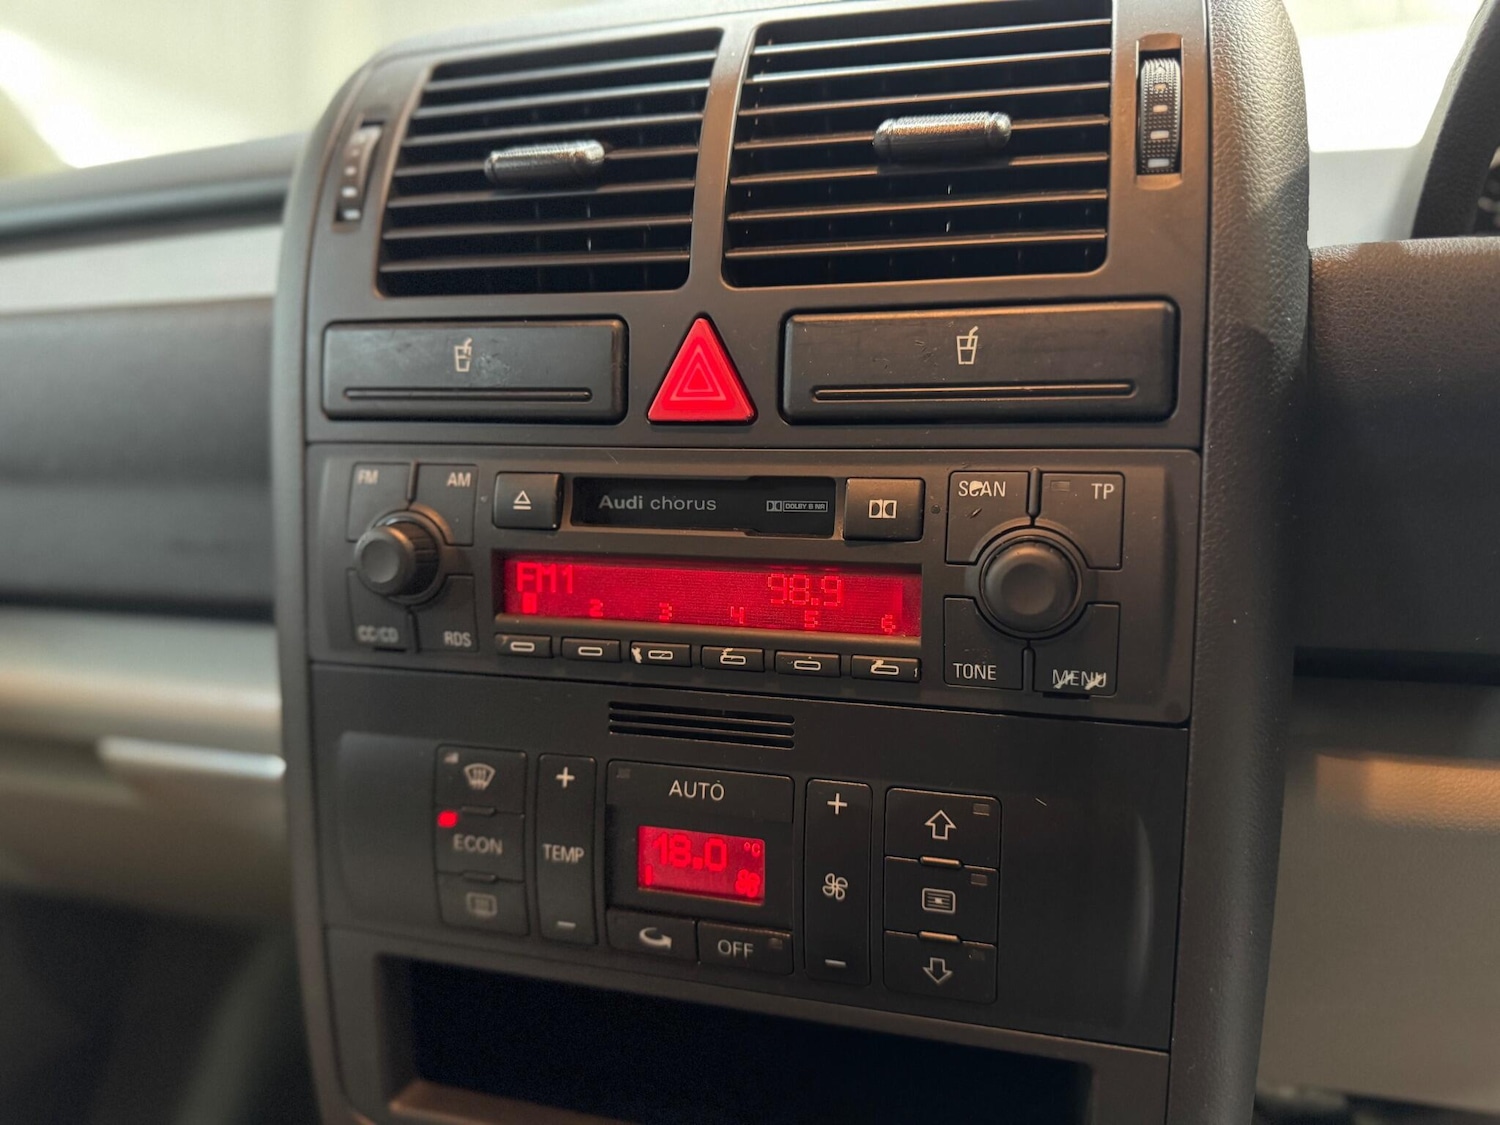 FM AM
Audi chorus
DOLBY B NR
SCAN TP
FM1 98.9
1 2 3 4 5 6
CC/CD RDS
TONE MENU
AUTO
ECON
TEMP
18.0 °C
OFF